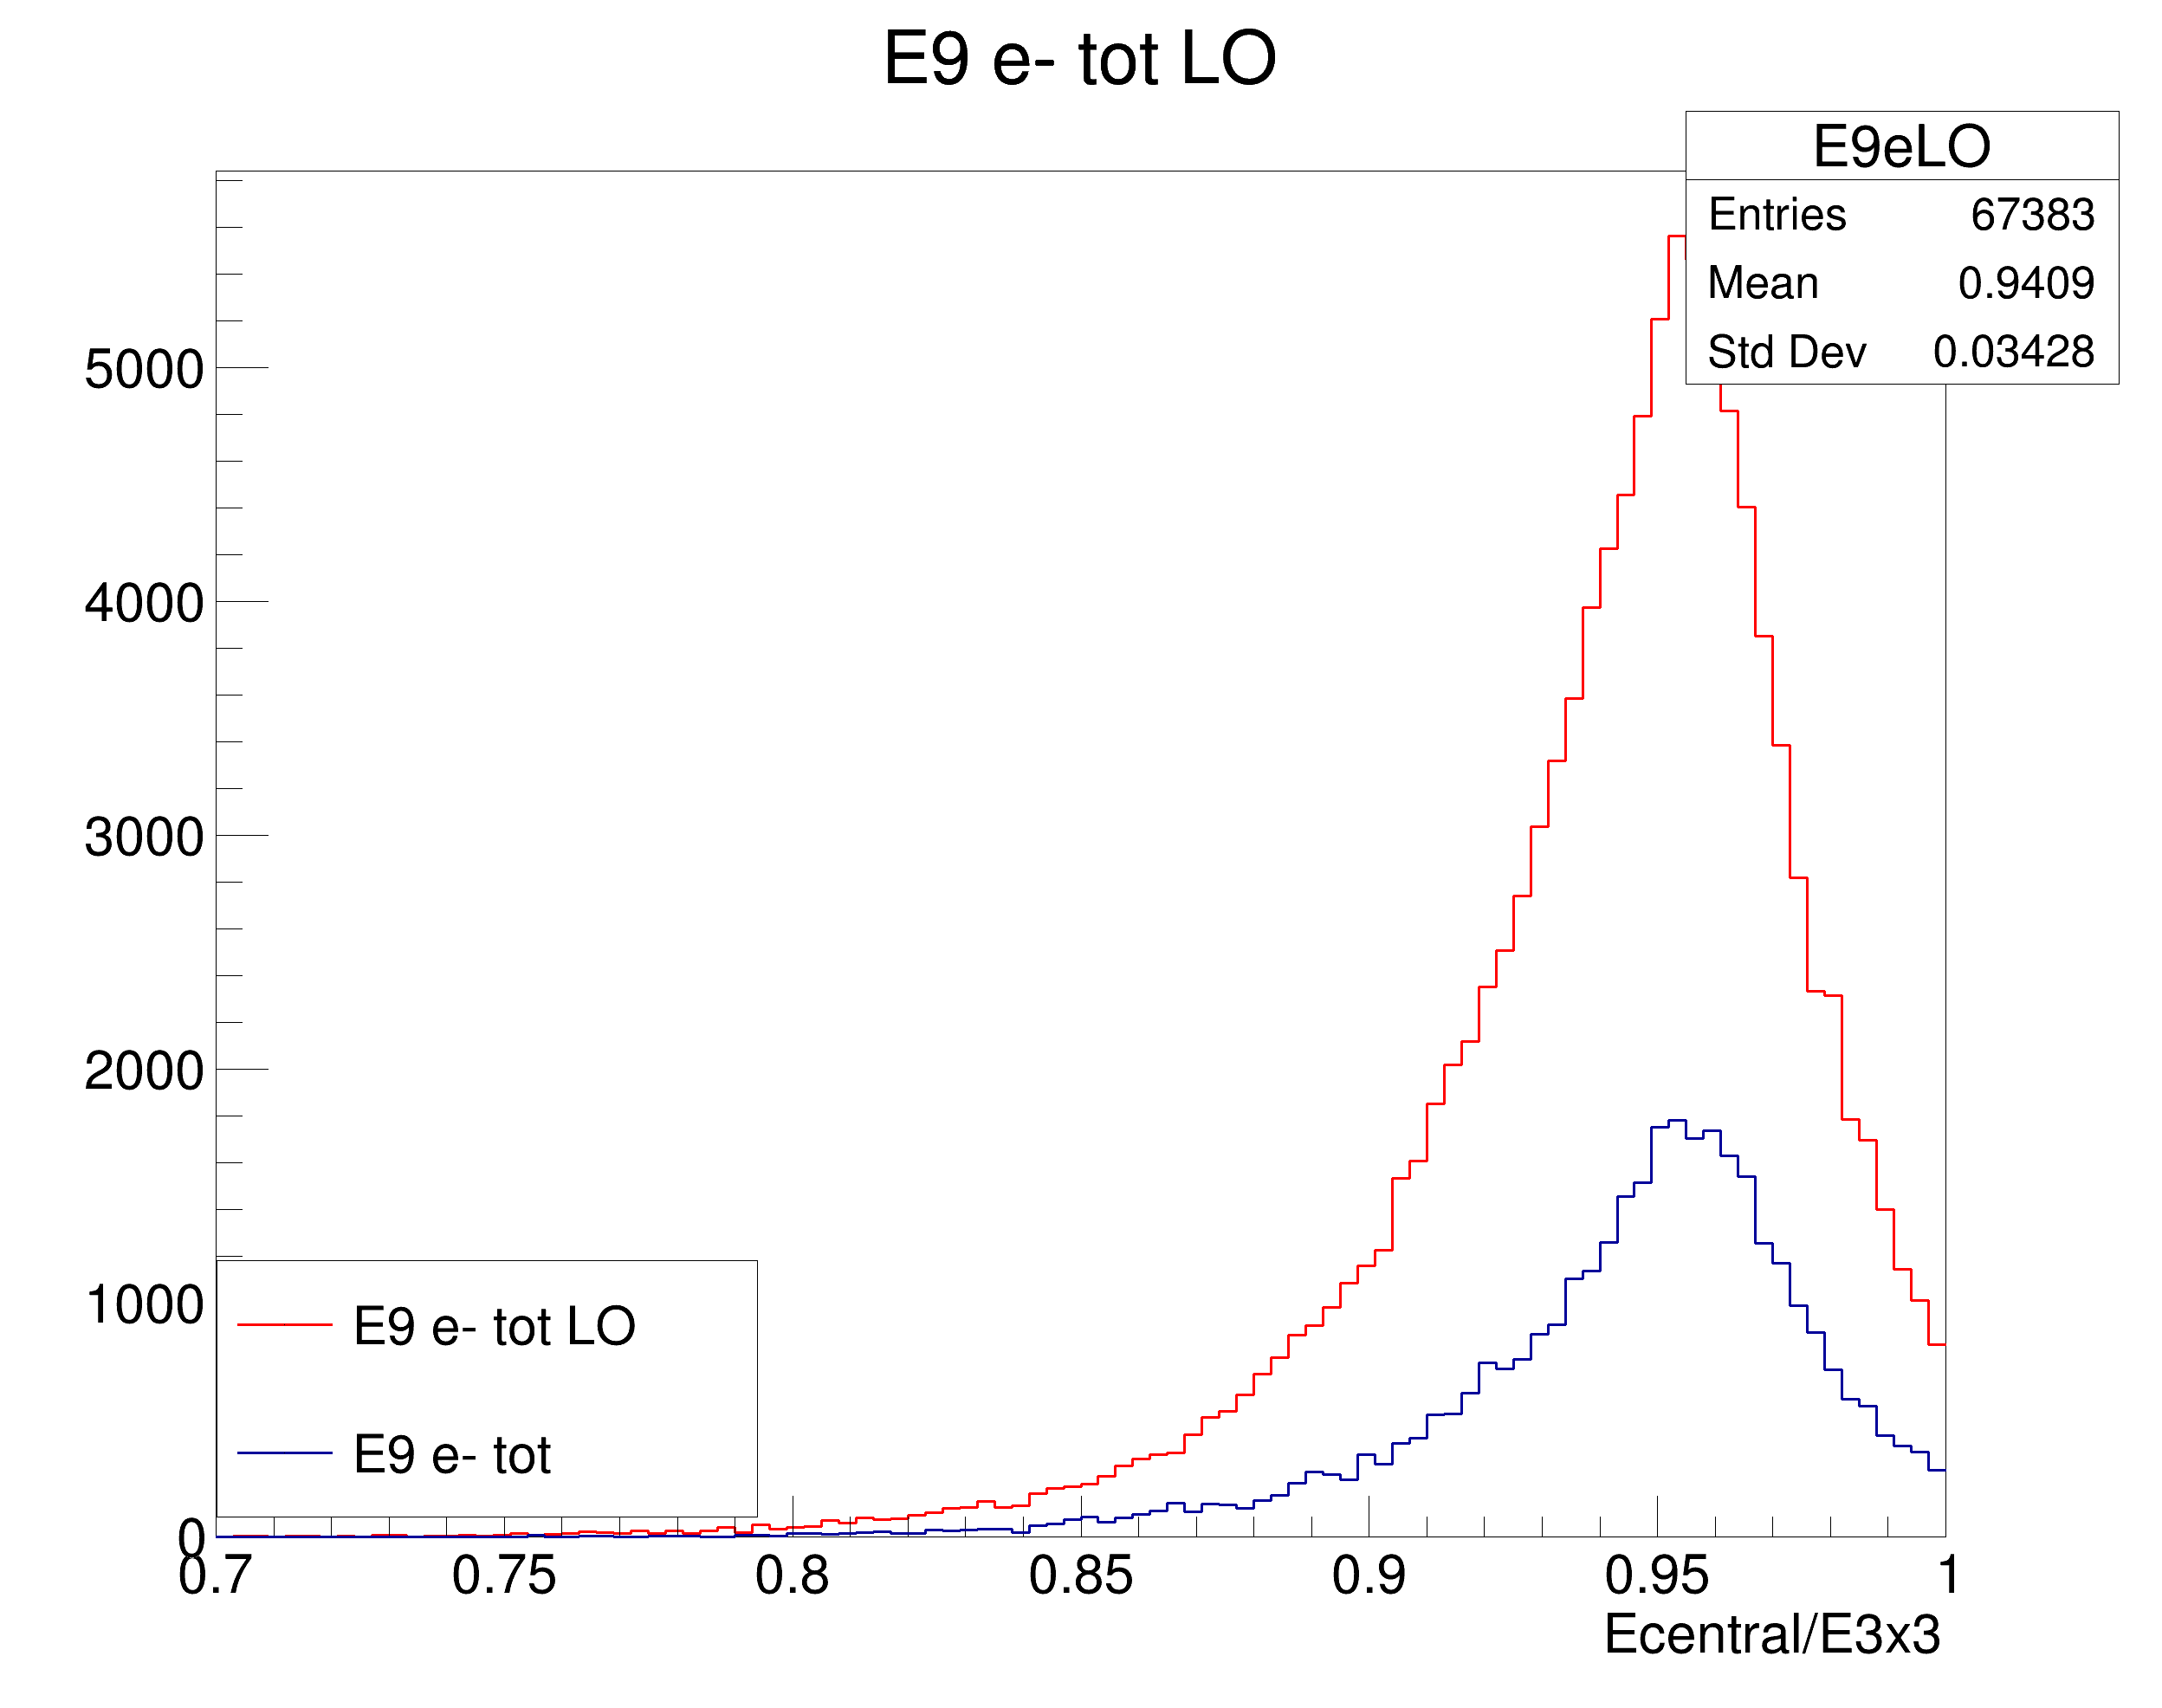 E9 e- tot LO
E9eLO
Entries 67383
Mean 0.9409
Std Dev 0.03428
5000
4000
3000
2000
1000
0
E9 e- tot LO
E9 e- tot
0.7 0.75 0.8 0.85 0.9 0.95 1
Ecentral/E3x3